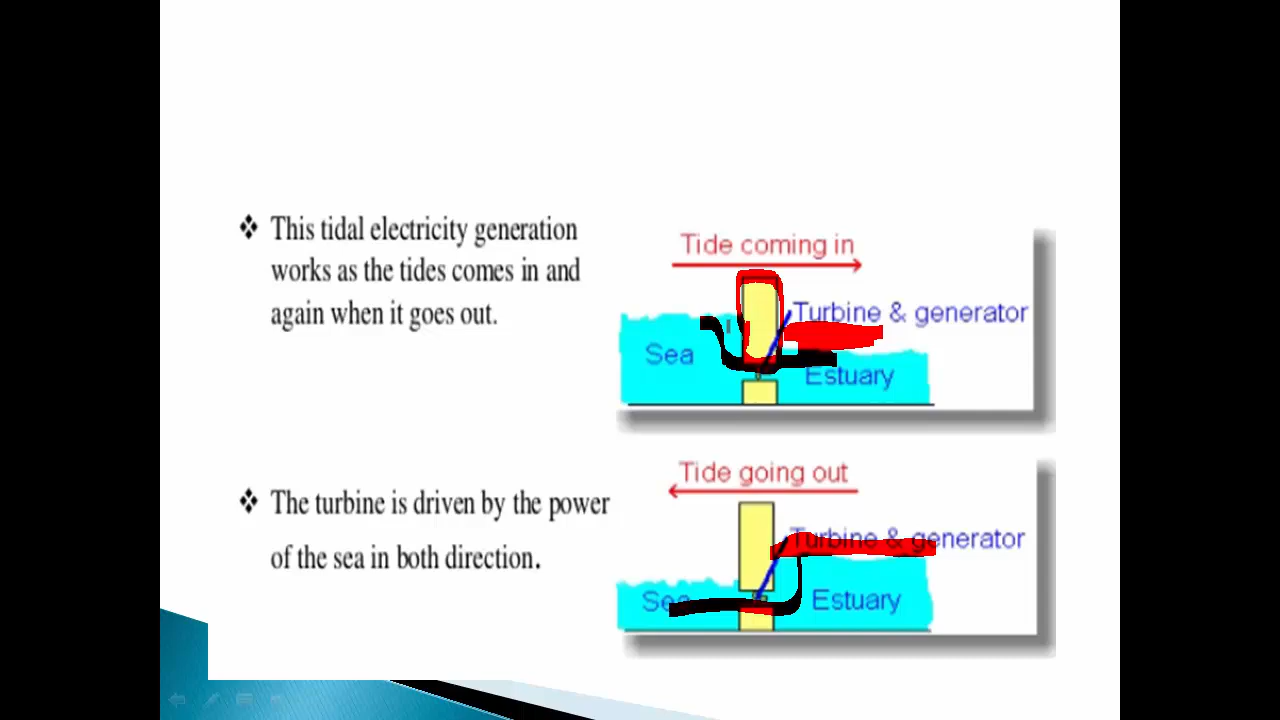 ❖ This tidal electricity generation
works as the tides comes in and
again when it goes out.
Tide coming in
Turbine & generator
Sea
Estuary
❖ The turbine is driven by the power
of the sea in both direction.
Tide going out
Turbine & generator
Sea
Estuary